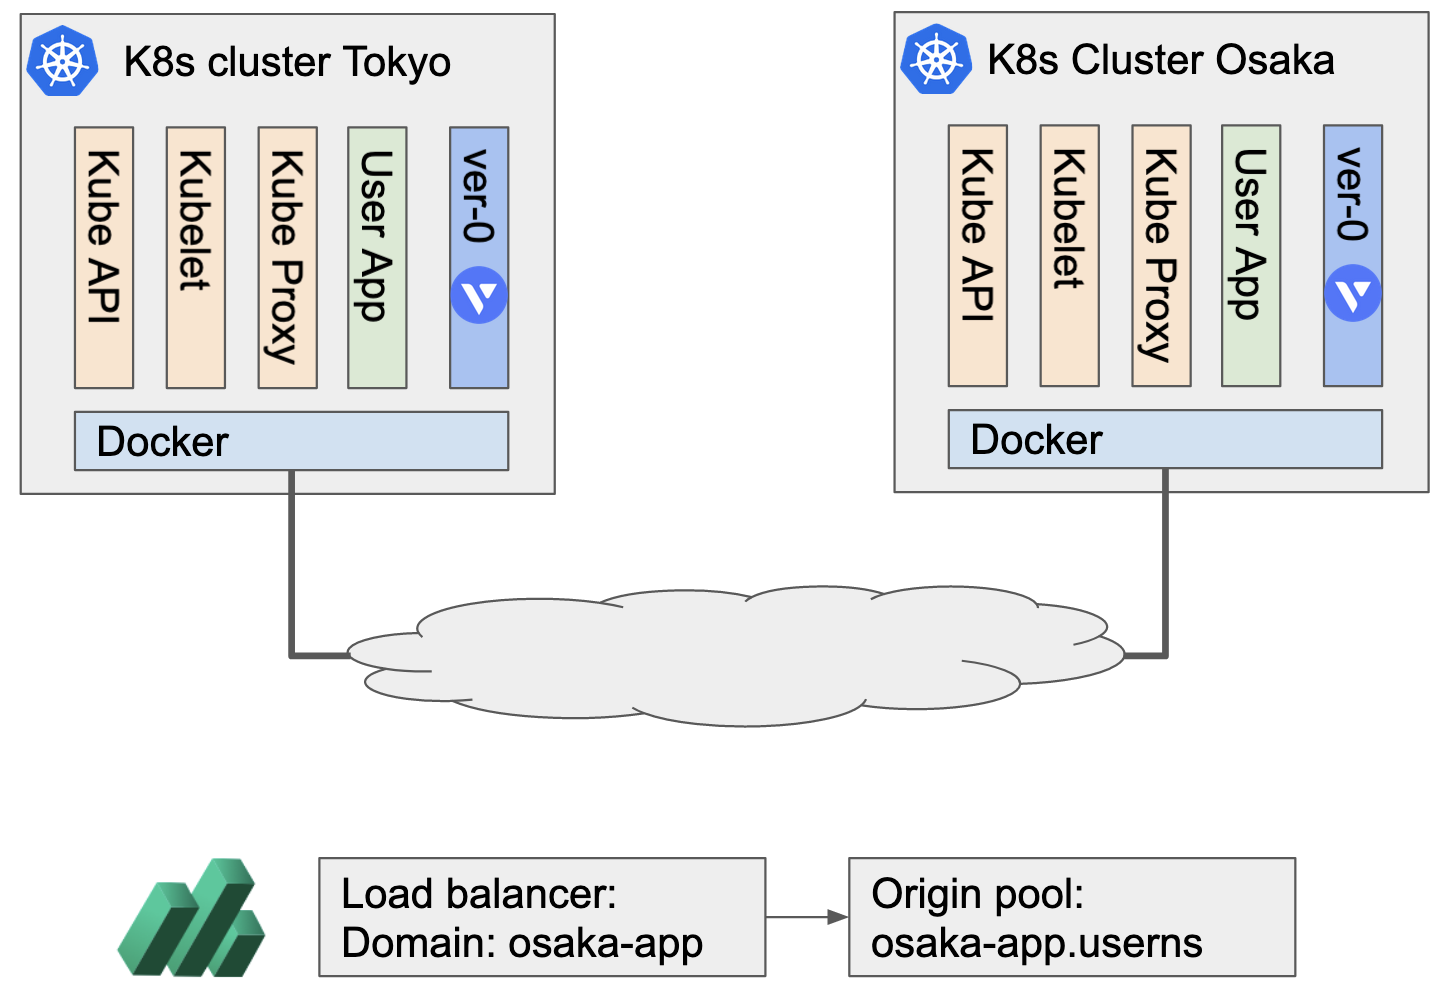 K8s cluster Tokyo
Kube API
Kubelet
Kube Proxy
User App
ver-0
Docker
K8s Cluster Osaka
Kube API
Kubelet
Kube Proxy
User App
ver-0
Docker
Load balancer:
Domain: osaka-app
Origin pool:
osaka-app.userns